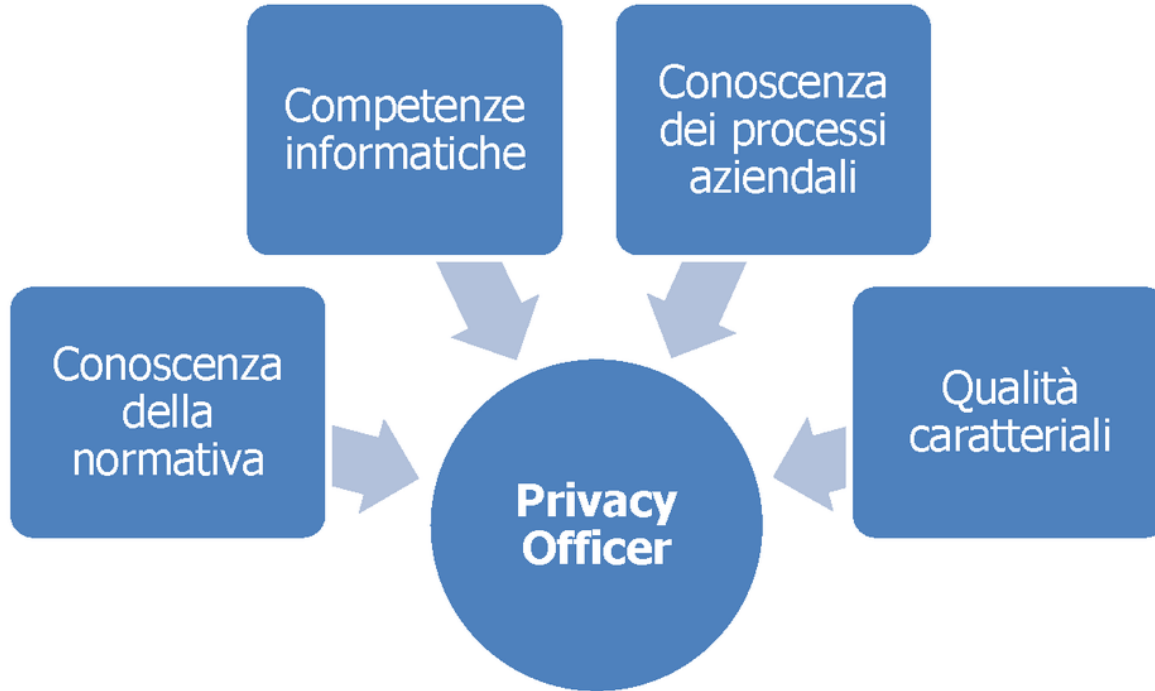 Competenze
informatiche
Conoscenza
dei processi
aziendali
Conoscenza
della
normativa
Qualità
caratteriali
Privacy
Officer